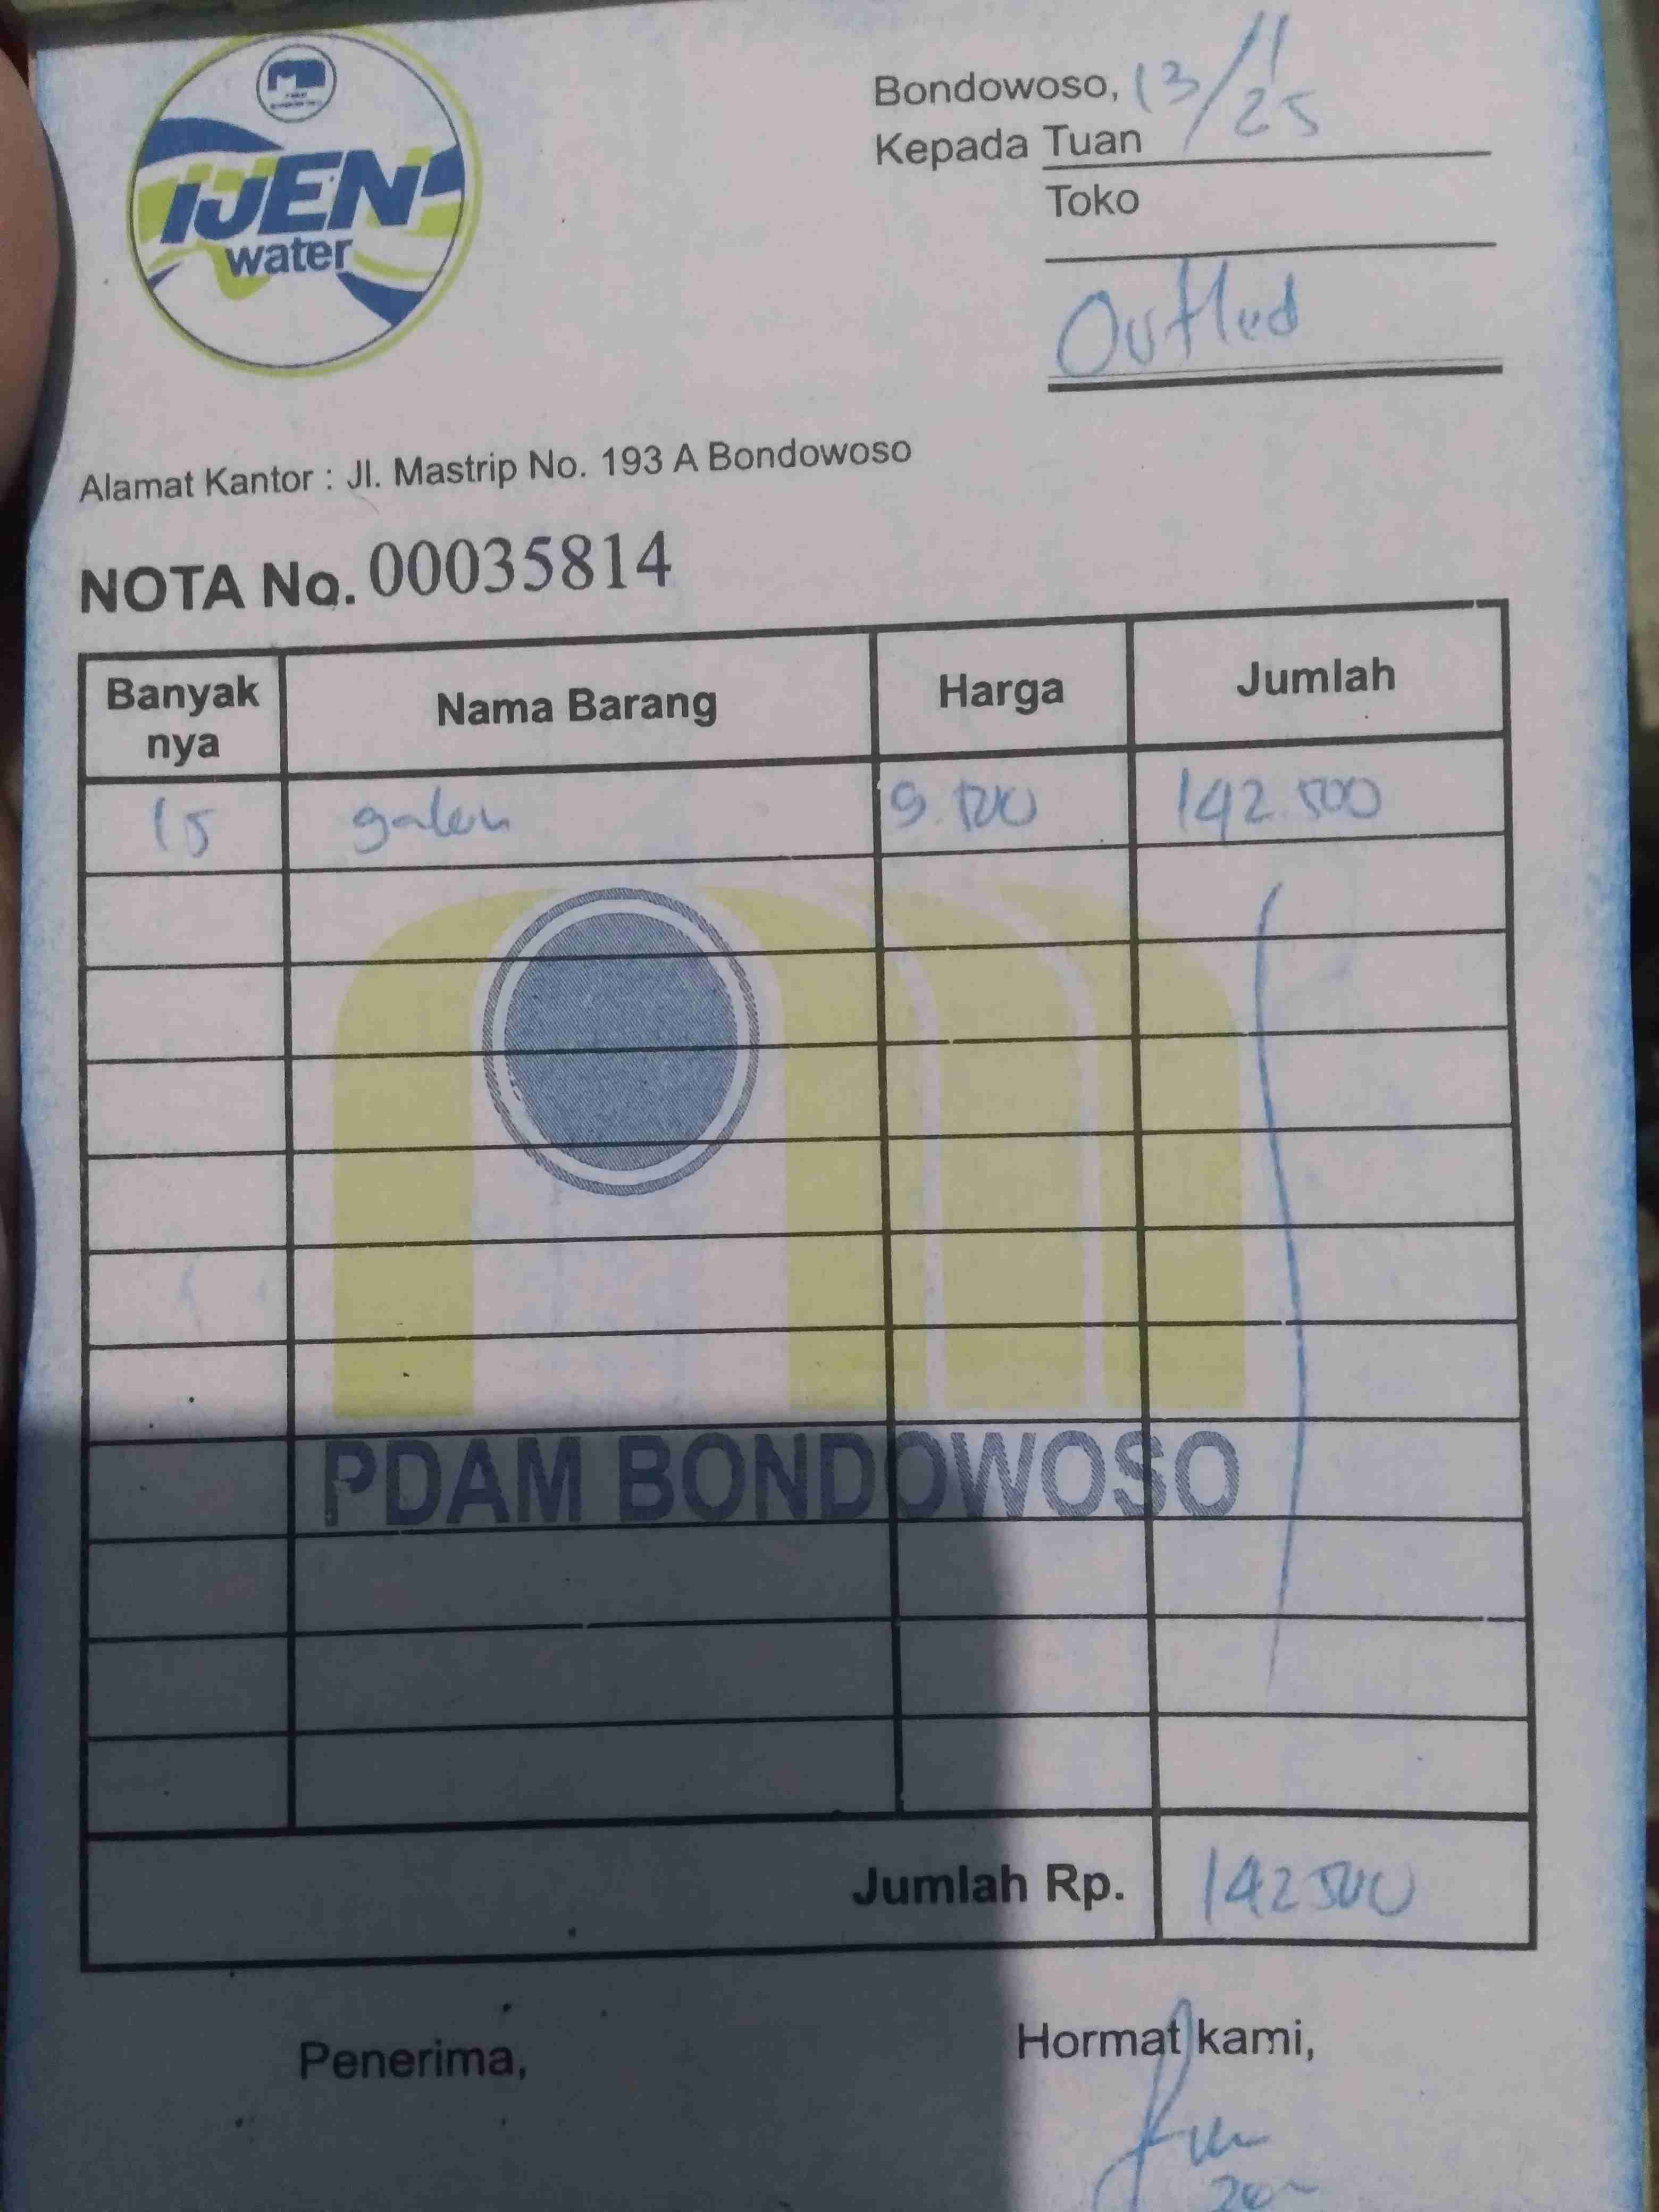 IJEN
water
Bondowoso, 13/11/25
Kepada Tuan
Toko
Outled
Alamat Kantor : Jl. Mastrip No. 193 A Bondowoso
NOTA No. 00035814
Banyak nya Nama Barang Harga Jumlah
15 galon 9.500 142.500
PDAM BONDOWOSO
Jumlah Rp. 142500
Penerima, Hormat kami,